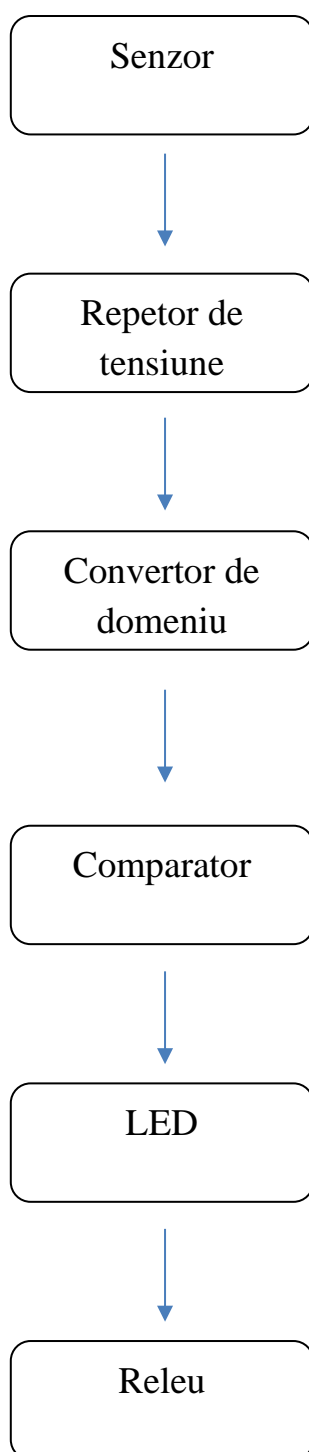 Senzor
Repetor de
tensiune
Convertor de
domeniu
Comparator
LED
Releu